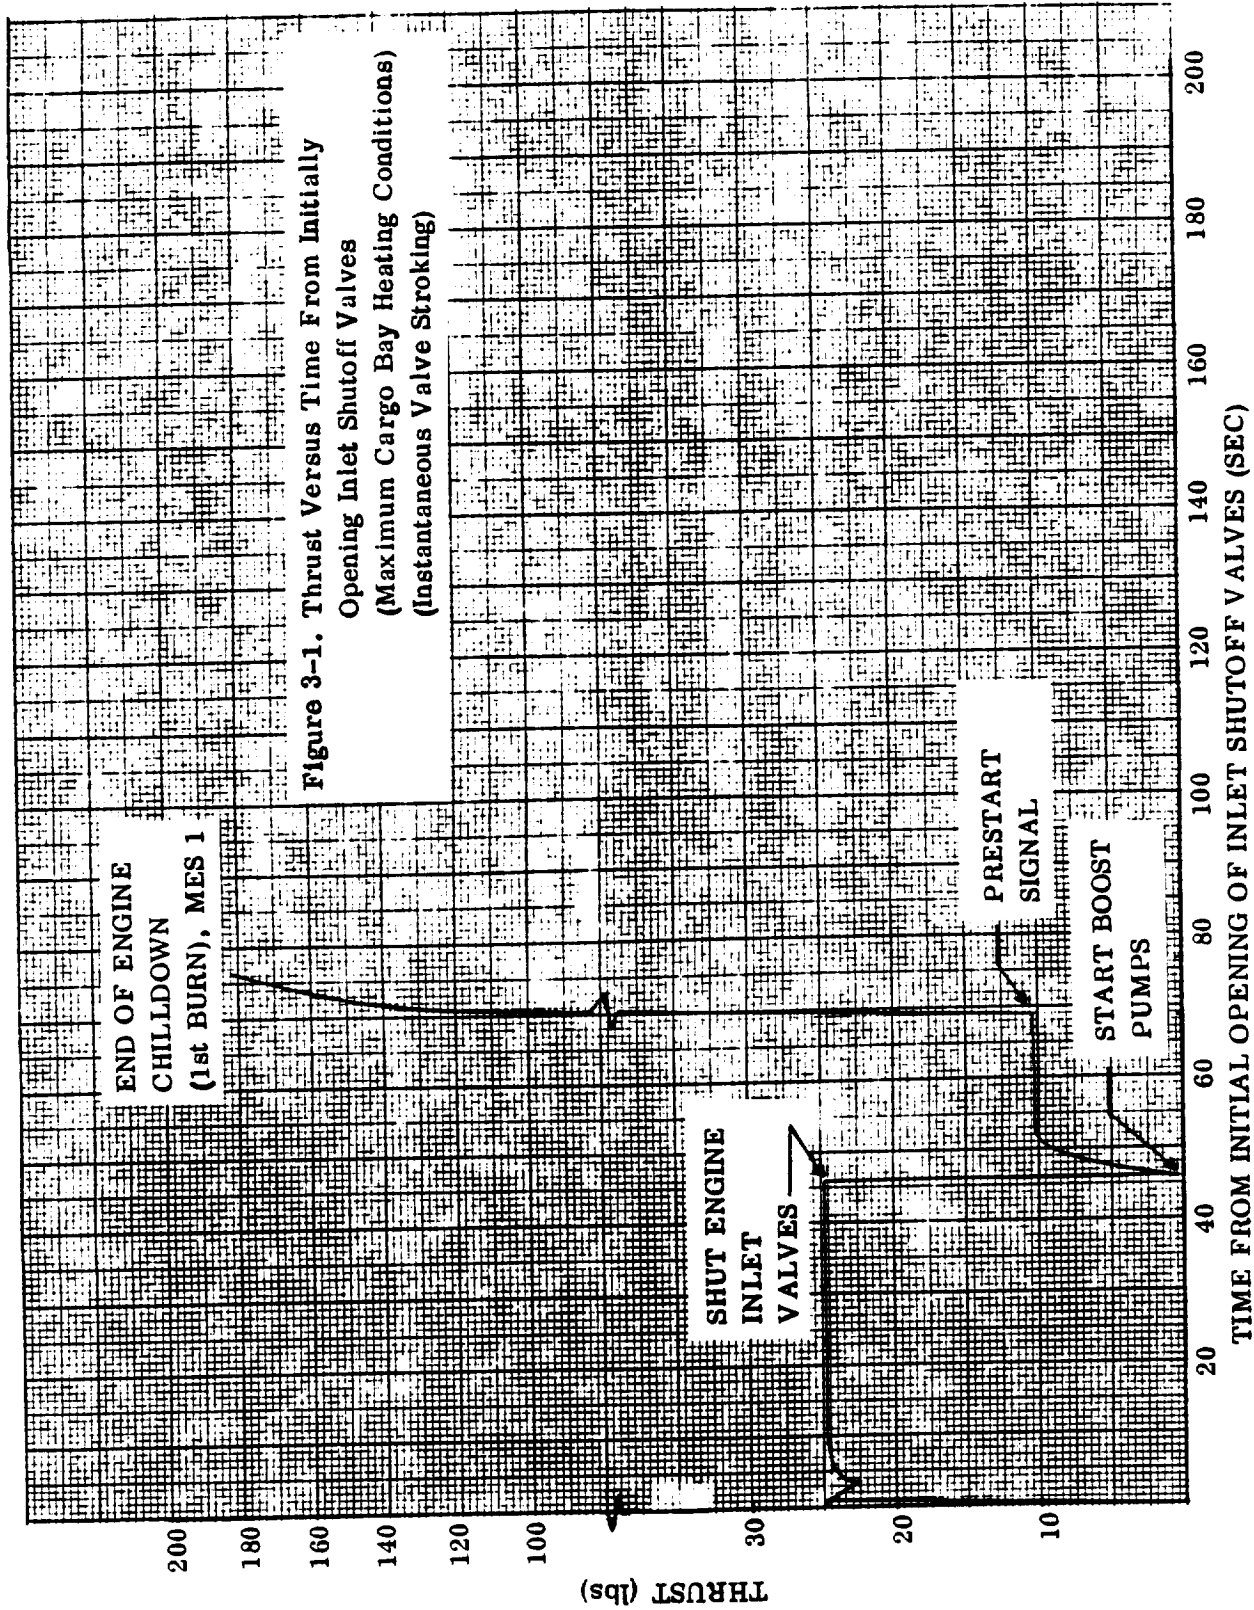 Figure 3-1. Thrust Versus Time From Initially
Opening Inlet Shutoff Valves
(Maximum Cargo Bay Heating Conditions)
(Instantaneous Valve Stroking)
END OF ENGINE
CHILLDOWN
(1st BURN), MES 1
SHUT ENGINE
INLET
VALVES
PRESTART
SIGNAL
START BOOST
PUMPS
THRUST (lbs)
200
180
160
140
120
100
30
20
10
20
40
60
80
100
120
140
160
180
200
TIME FROM INITIAL OPENING OF INLET SHUTOFF VALVES (SEC)